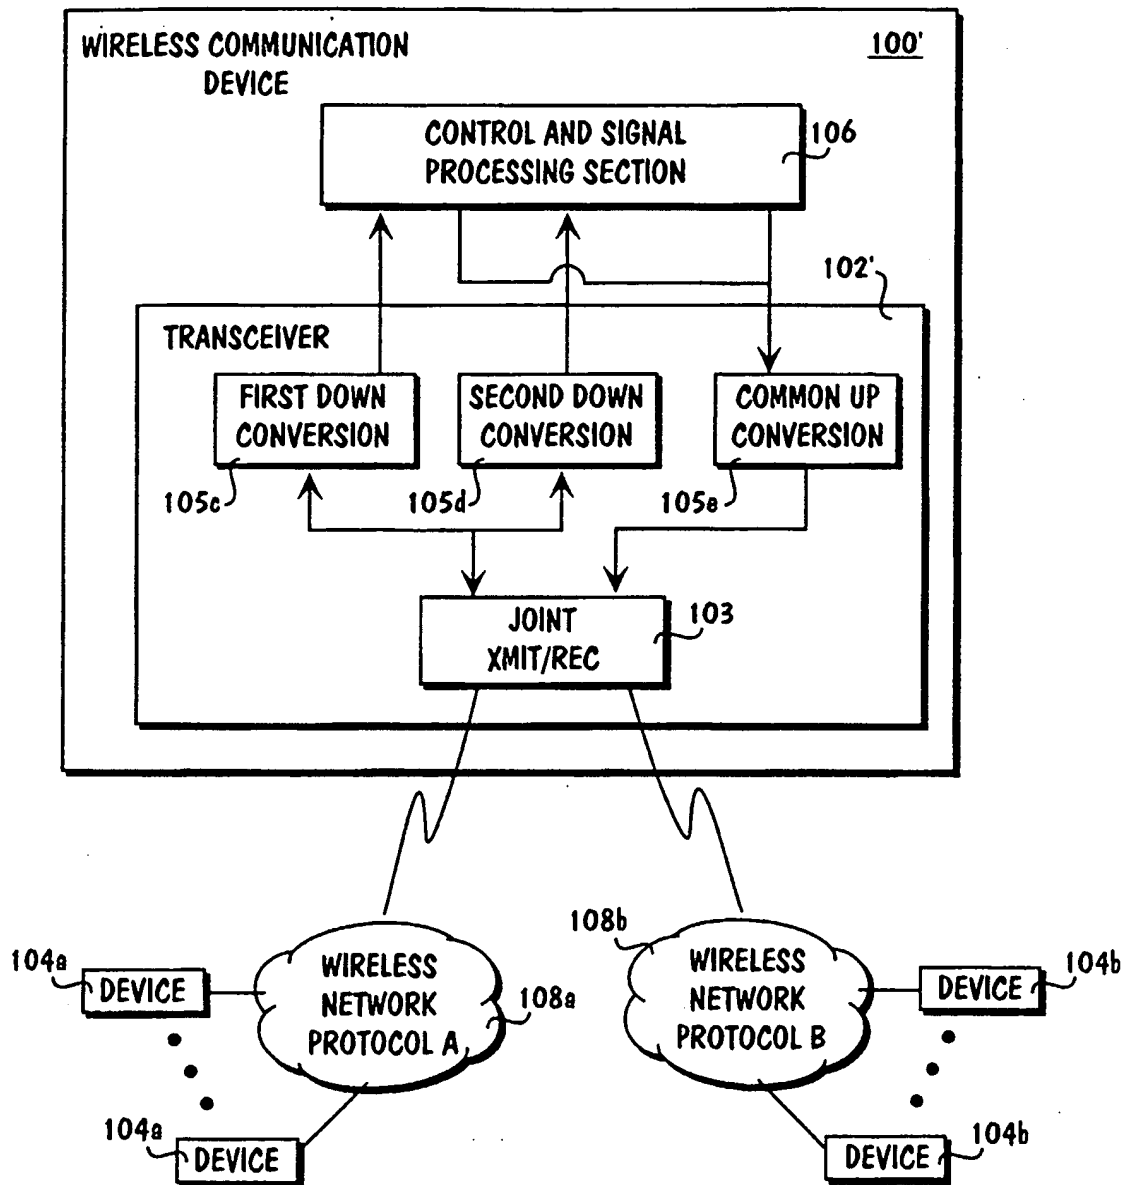 WIRELESS COMMUNICATION
DEVICE
100'
CONTROL AND SIGNAL
PROCESSING SECTION
106
102'
TRANSCEIVER
FIRST DOWN
CONVERSION
SECOND DOWN
CONVERSION
COMMON UP
CONVERSION
105c
105d
105e
JOINT
XMIT/REC
103
104a
DEVICE
WIRELESS
NETWORK
PROTOCOL A
108a
108b
WIRELESS
NETWORK
PROTOCOL B
104b
DEVICE
104a
DEVICE
104b
DEVICE